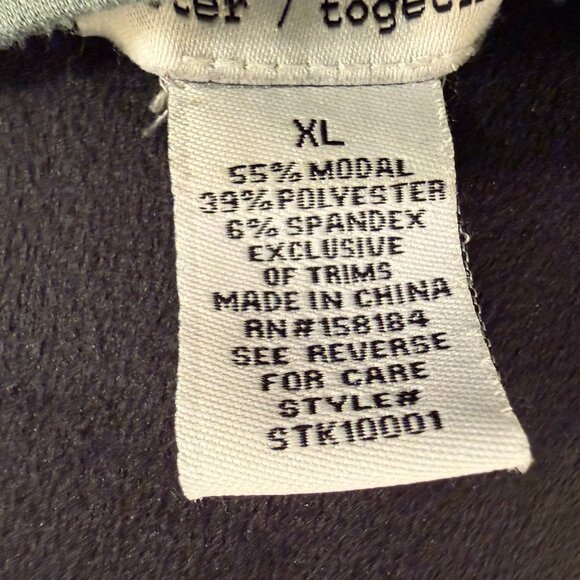 /
XL
55% MODAL
39% POLYESTER
6% SPANDEX
EXCLUSIVE
OF TRIMS
MADE IN CHINA
RN#158184
SEE REVERSE
FOR CARE
STYLE#
STK10001